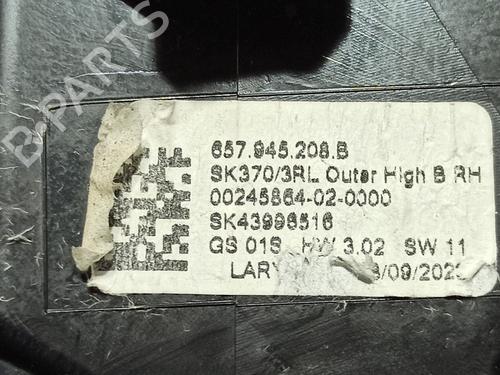 B-PARTS
657.945.208.B
SK370/3RL Outer High B RH
00245864-02-0000
SK43996516
GS 01S HW 3.02 SW 11